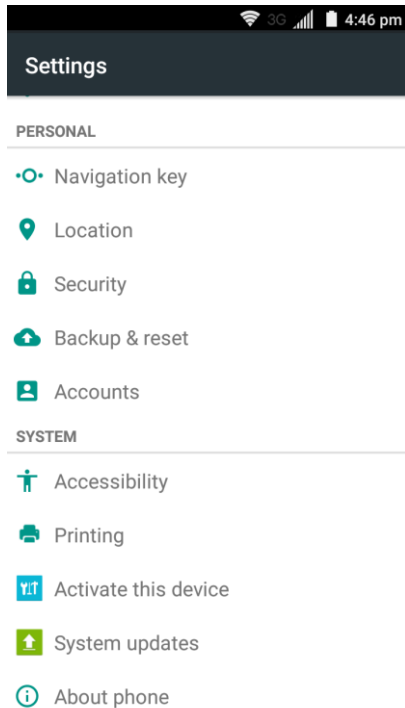 3G 4:46 pm
Settings
PERSONAL
Navigation key
Location
Security
Backup & reset
Accounts
SYSTEM
Accessibility
Printing
Activate this device
System updates
About phone